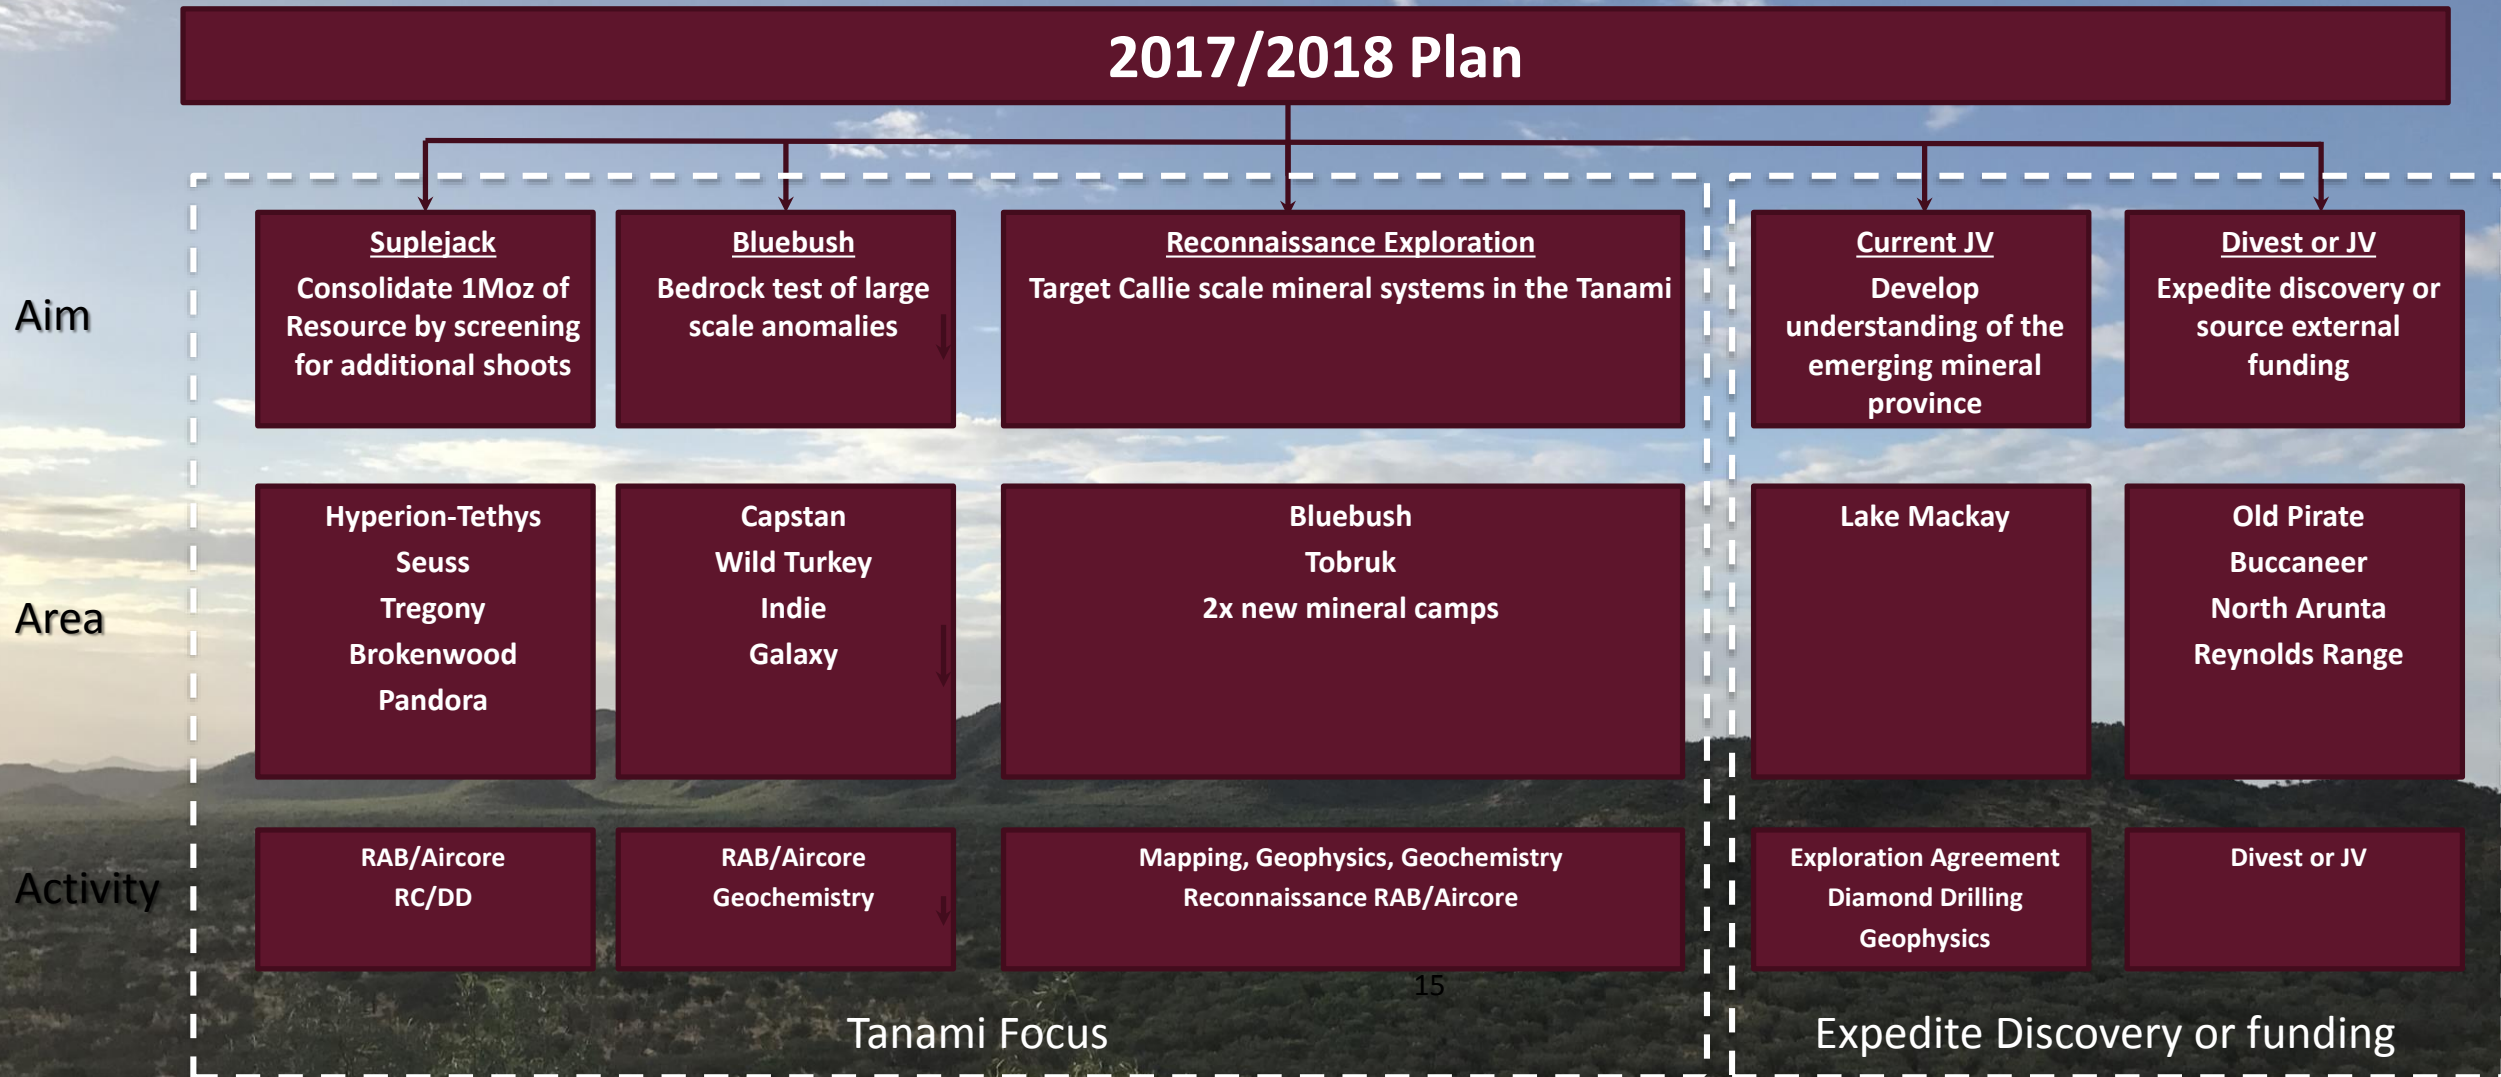 2017/2018 Plan
Aim
Suplejack
Consolidate 1Moz of
Resource by screening
for additional shoots
Bluebush
Bedrock test of large
scale anomalies
Reconnaissance Exploration
Target Callie scale mineral systems in the Tanami
Current JV
Develop
understanding of the
emerging mineral
province
Divest or JV
Expedite discovery or
source external
funding
Area
Hyperion-Tethys
Seuss
Tregony
Brokenwood
Pandora
Capstan
Wild Turkey
Indie
Galaxy
Bluebush
Tobruk
2x new mineral camps
Lake Mackay
Old Pirate
Buccaneer
North Arunta
Reynolds Range
Activity
RAB/Aircore
RC/DD
RAB/Aircore
Geochemistry
Mapping, Geophysics, Geochemistry
Reconnaissance RAB/Aircore
Exploration Agreement
Diamond Drilling
Geophysics
Divest or JV
15
Tanami Focus
Expedite Discovery or funding